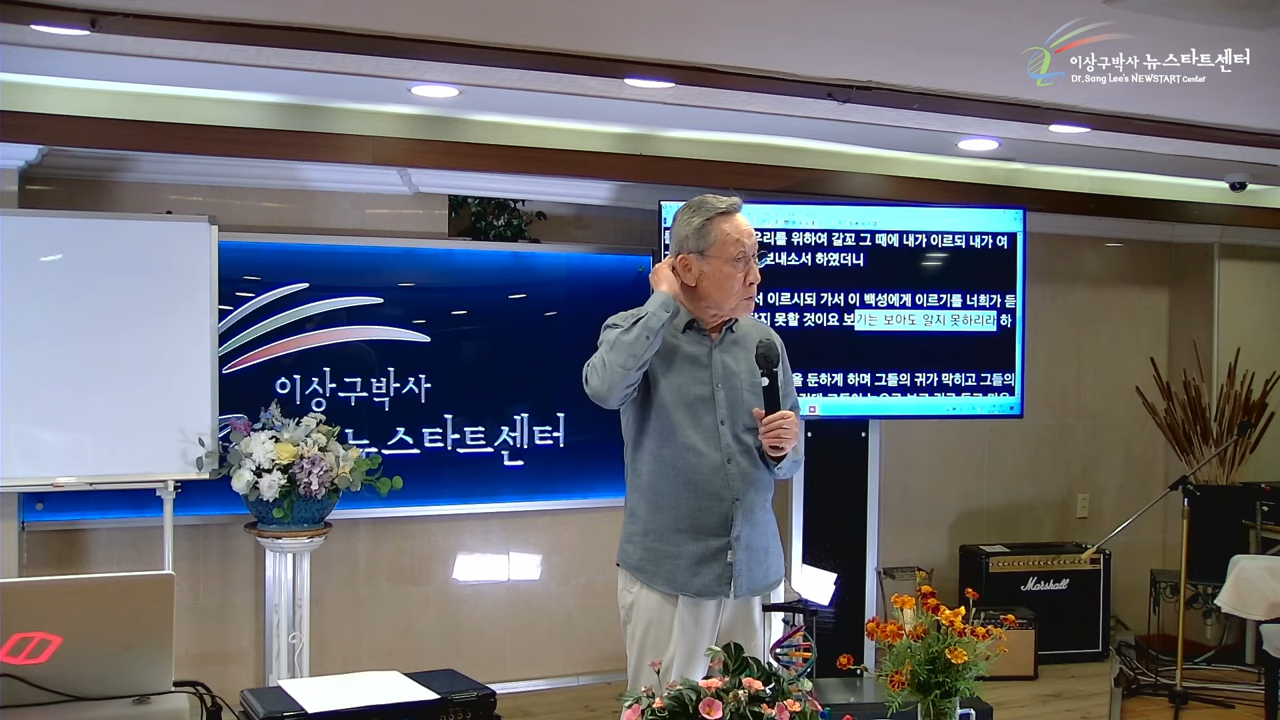 이상구박사 뉴스타트센터
Dr. Sang Lee's NEWSTART Center
우리를 위하여 갈꼬 그 때에 내가 이르되 내가 여
보내소서 하였더니
이르시되 가서 이 백성에게 이르기를 너희가 듣
못할 것이요 보기는 보아도 알지 못하리라 하
둔하게 하며 그들의 귀가 막히고 그들의
이상구박사
뉴스타트센터
Marshall